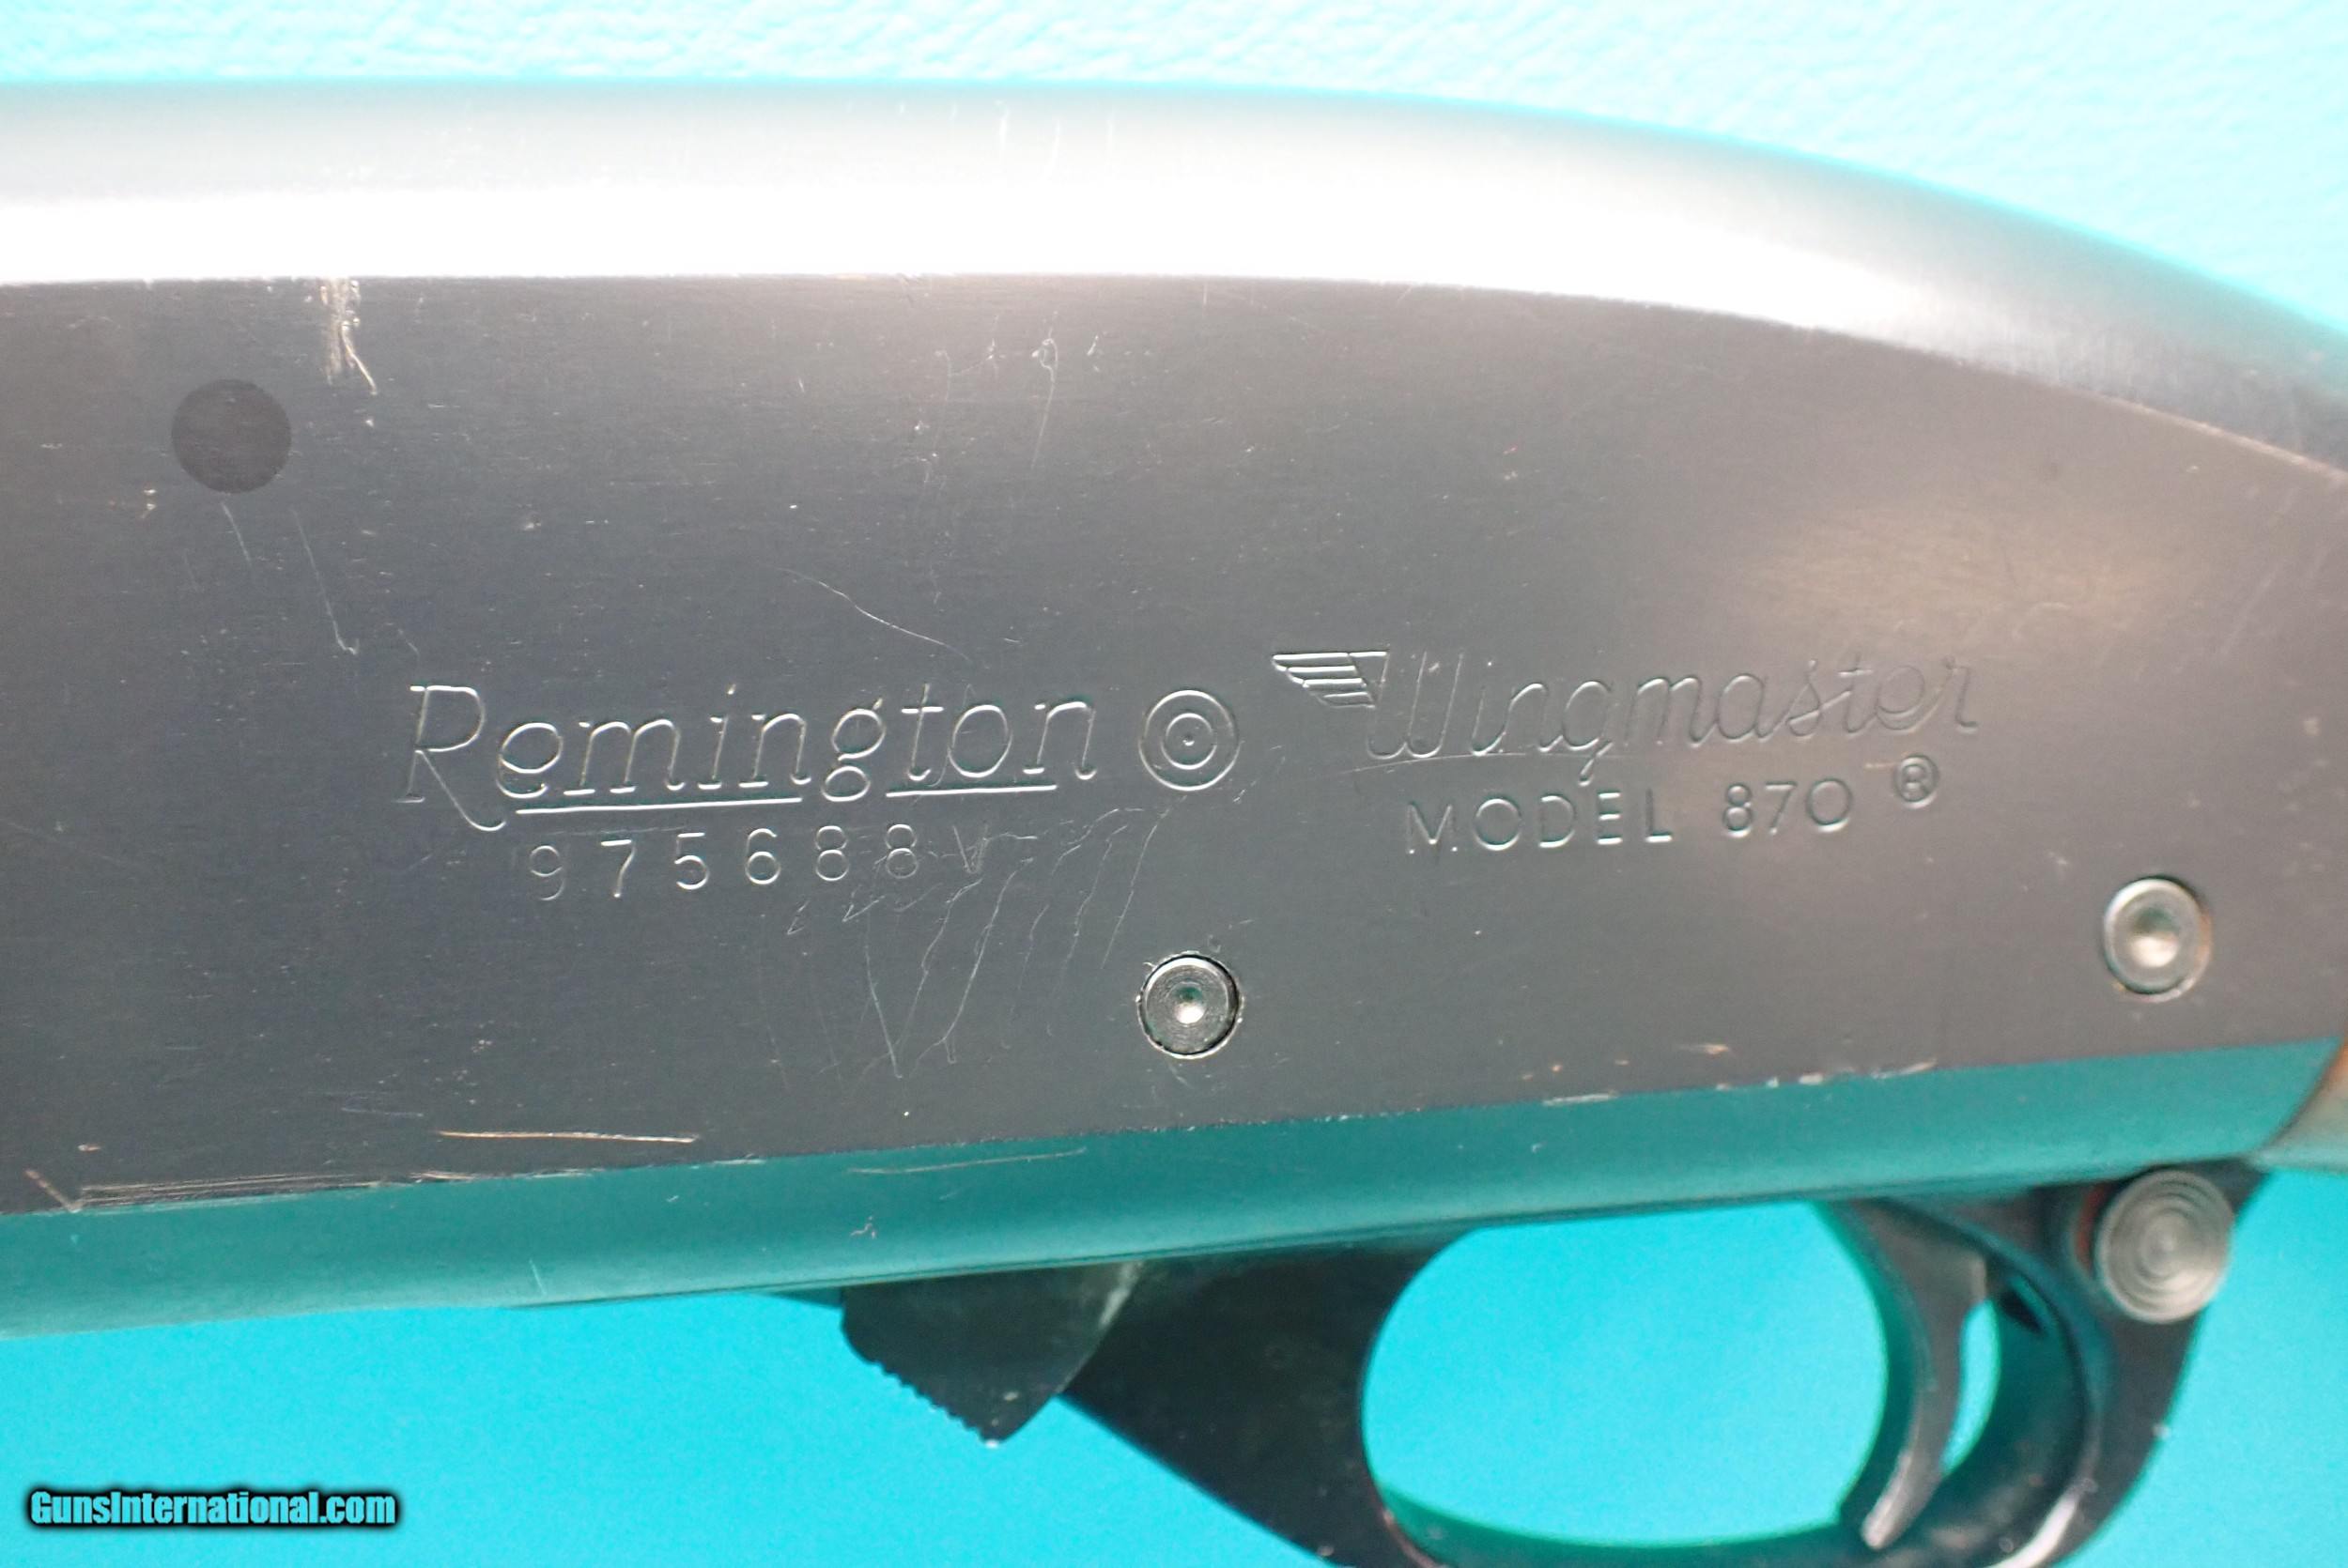 Remington
Wingmaster
975688V
MODEL 870 ®
GunsInternational.com